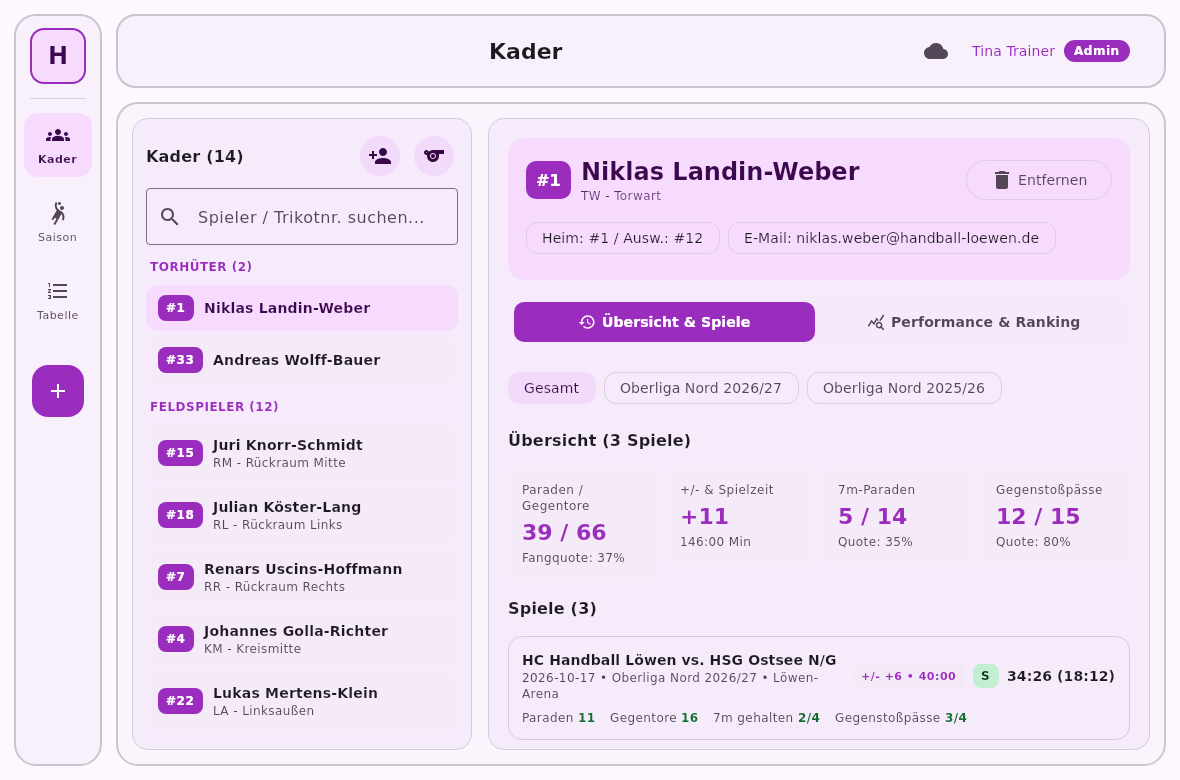 H
Kader
Saison
Tabelle
+
Kader
Tina Trainer Admin
Kader (14)
Spieler / Trikotnr. suchen...
TORHÜTER (2)
#1 Niklas Landin-Weber
#33 Andreas Wolff-Bauer
FELDSPIELER (12)
#15 Juri Knorr-Schmidt
RM - Rückraum Mitte
#18 Julian Köster-Lang
RL - Rückraum Links
#7 Renars Uscins-Hoffmann
RR - Rückraum Rechts
#4 Johannes Golla-Richter
KM - Kreismitte
#22 Lukas Mertens-Klein
LA - Linksaußen
#1 Niklas Landin-Weber
TW - Torwart
Entfernen
Heim: #1 / Ausw.: #12
E-Mail: niklas.weber@handball-loewen.de
Übersicht & Spiele
Performance & Ranking
Gesamt
Oberliga Nord 2026/27
Oberliga Nord 2025/26
Übersicht (3 Spiele)
Paraden /
Gegentore
39 / 66
Fangquote: 37%
+/- & Spielzeit
+11
146:00 Min
7m-Paraden
5 / 14
Quote: 35%
Gegenstoßpässe
12 / 15
Quote: 80%
Spiele (3)
HC Handball Löwen vs. HSG Ostsee N/G
2026-10-17 • Oberliga Nord 2026/27 • Löwen-
Arena
+/- +6 • 40:00
S
34:26 (18:12)
Paraden 11 Gegentore 16 7m gehalten 2/4 Gegenstoßpässe 3/4